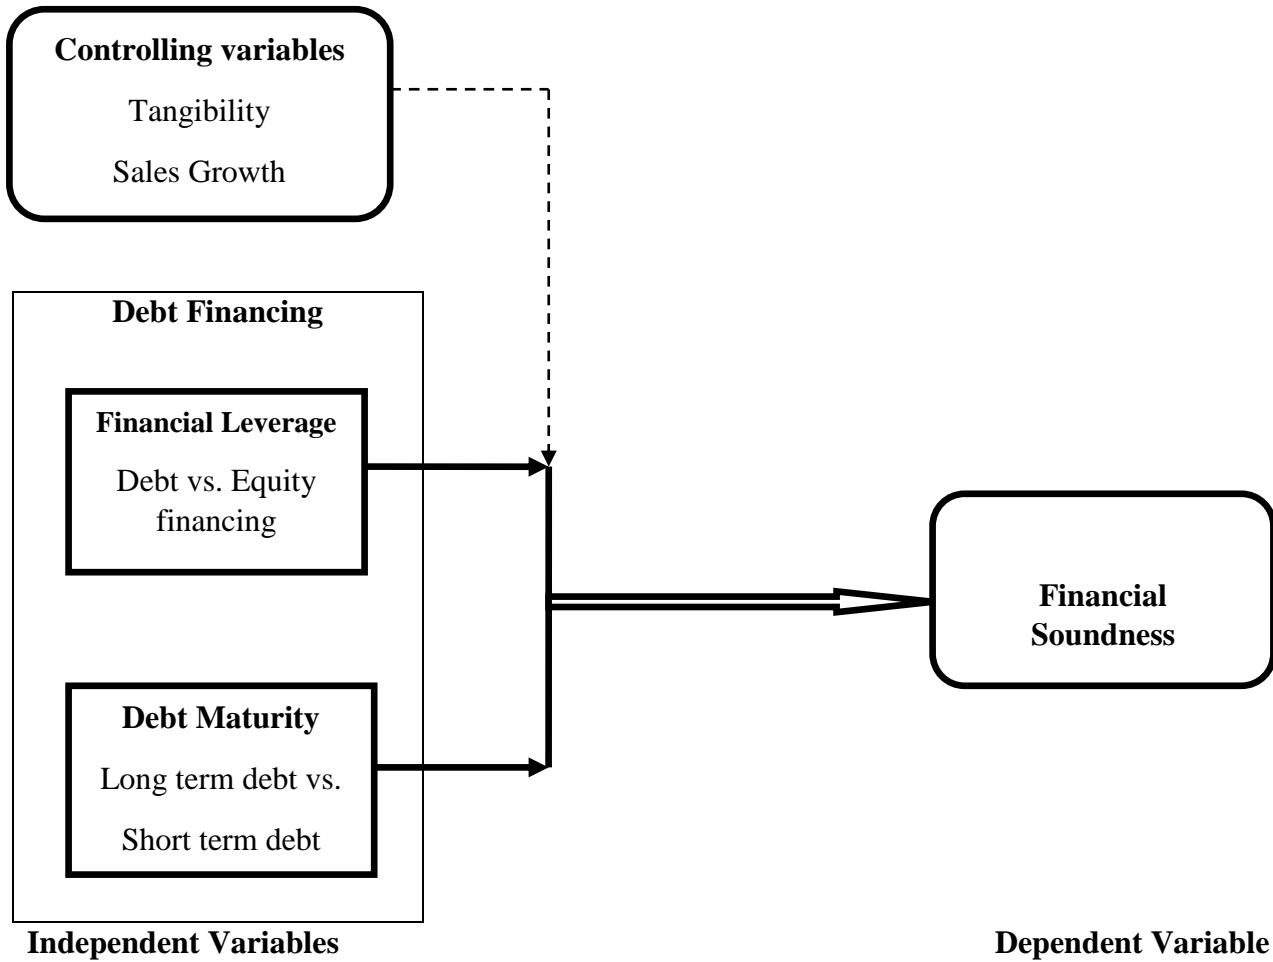 Controlling variables
Tangibility
Sales Growth
Debt Financing
Financial Leverage
Debt vs. Equity
financing
Debt Maturity
Long term debt vs.
Short term debt
Financial
Soundness
Independent Variables
Dependent Variable